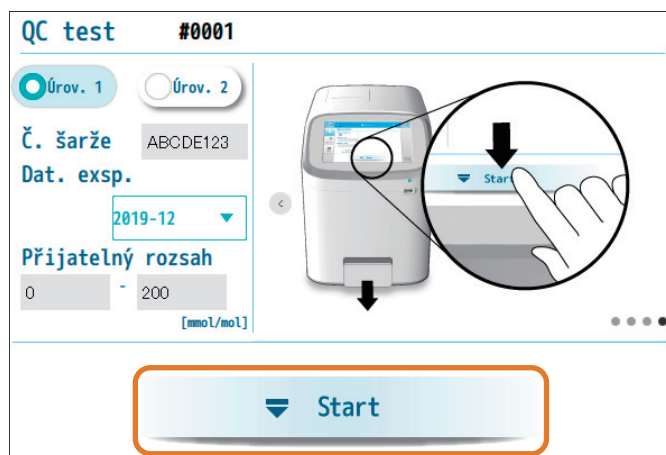 QC test #0001
Úrov. 1 Úrov. 2
Č. šarže ABCDE123
Dat. exsp.
2019-12
Přijatelný rozsah
0 - 200
[mmol/mol]
Start
Start